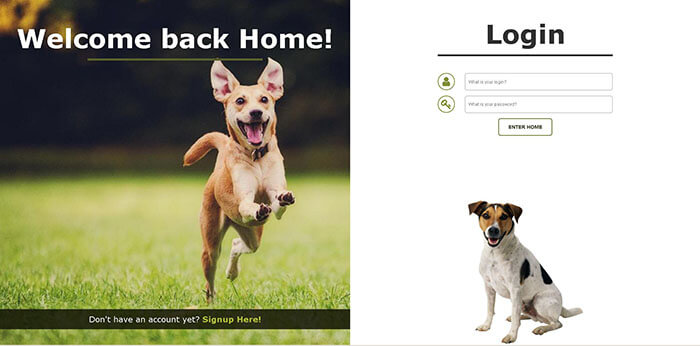 Welcome back Home!
Don't have an account yet? Signup Here!
Login
What is your login?
What is your password?
ENTER HOME